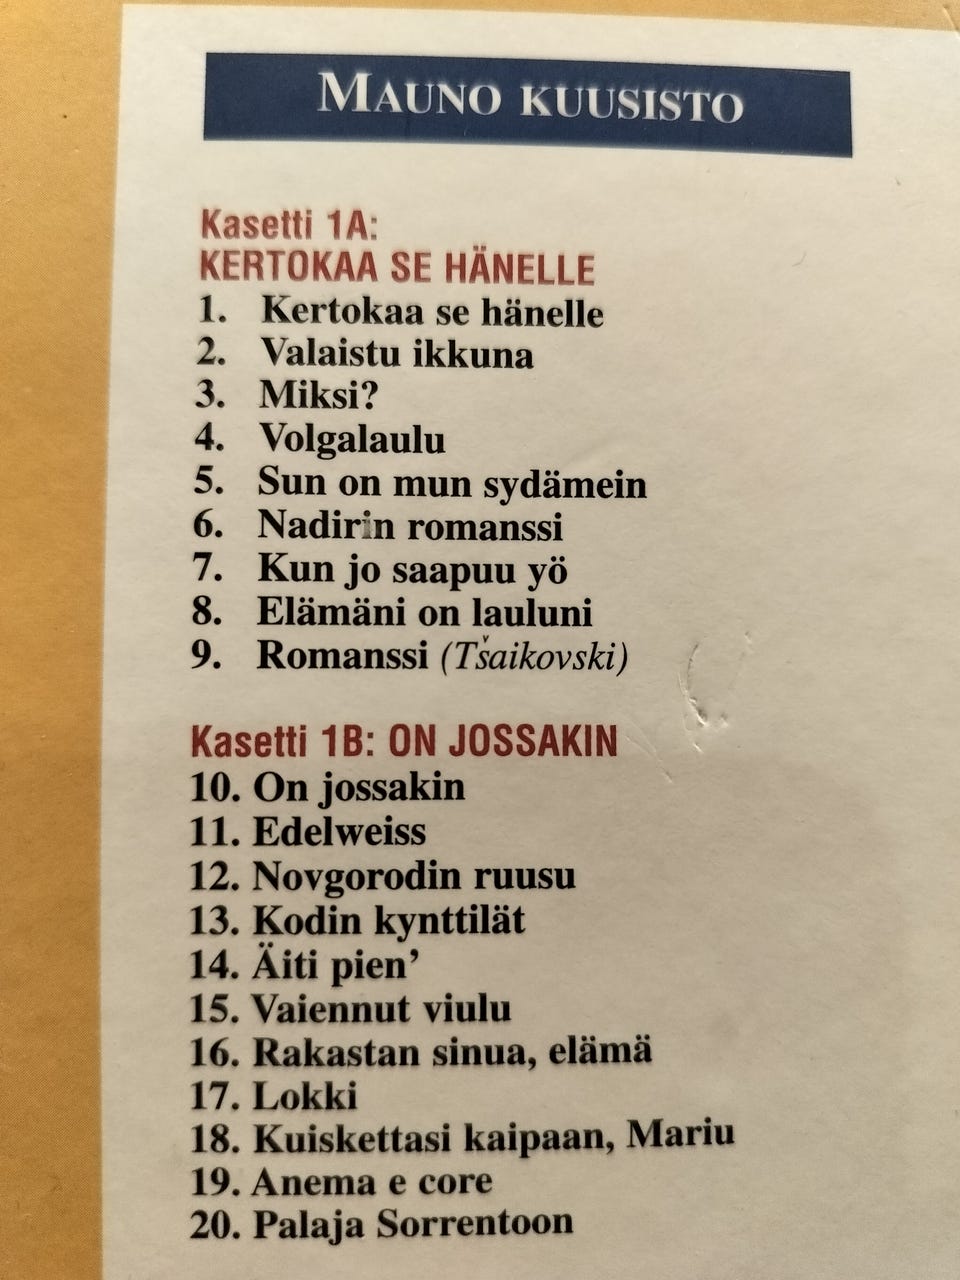 MAUNO KUUSISTO
Kasetti 1A:
KERTOKAA SE HÄNELLE
1. Kertokaa se hänelle
2. Valaistu ikkuna
3. Miksi?
4. Volgalaulu
5. Sun on mun sydämein
6. Nadirin romanssi
7. Kun jo saapuu yö
8. Elämäni on lauluni
9. Romanssi (Tšaikovski)
Kasetti 1B: ON JOSSAKIN
10. On jossakin
11. Edelweiss
12. Novgorodin ruusu
13. Kodin kynttilät
14. Äiti pien’
15. Vaiennut viulu
16. Rakastan sinua, elämä
17. Lokki
18. Kuiskettasi kaipaan, Mariu
19. Anema e core
20. Palaja Sorrentoon